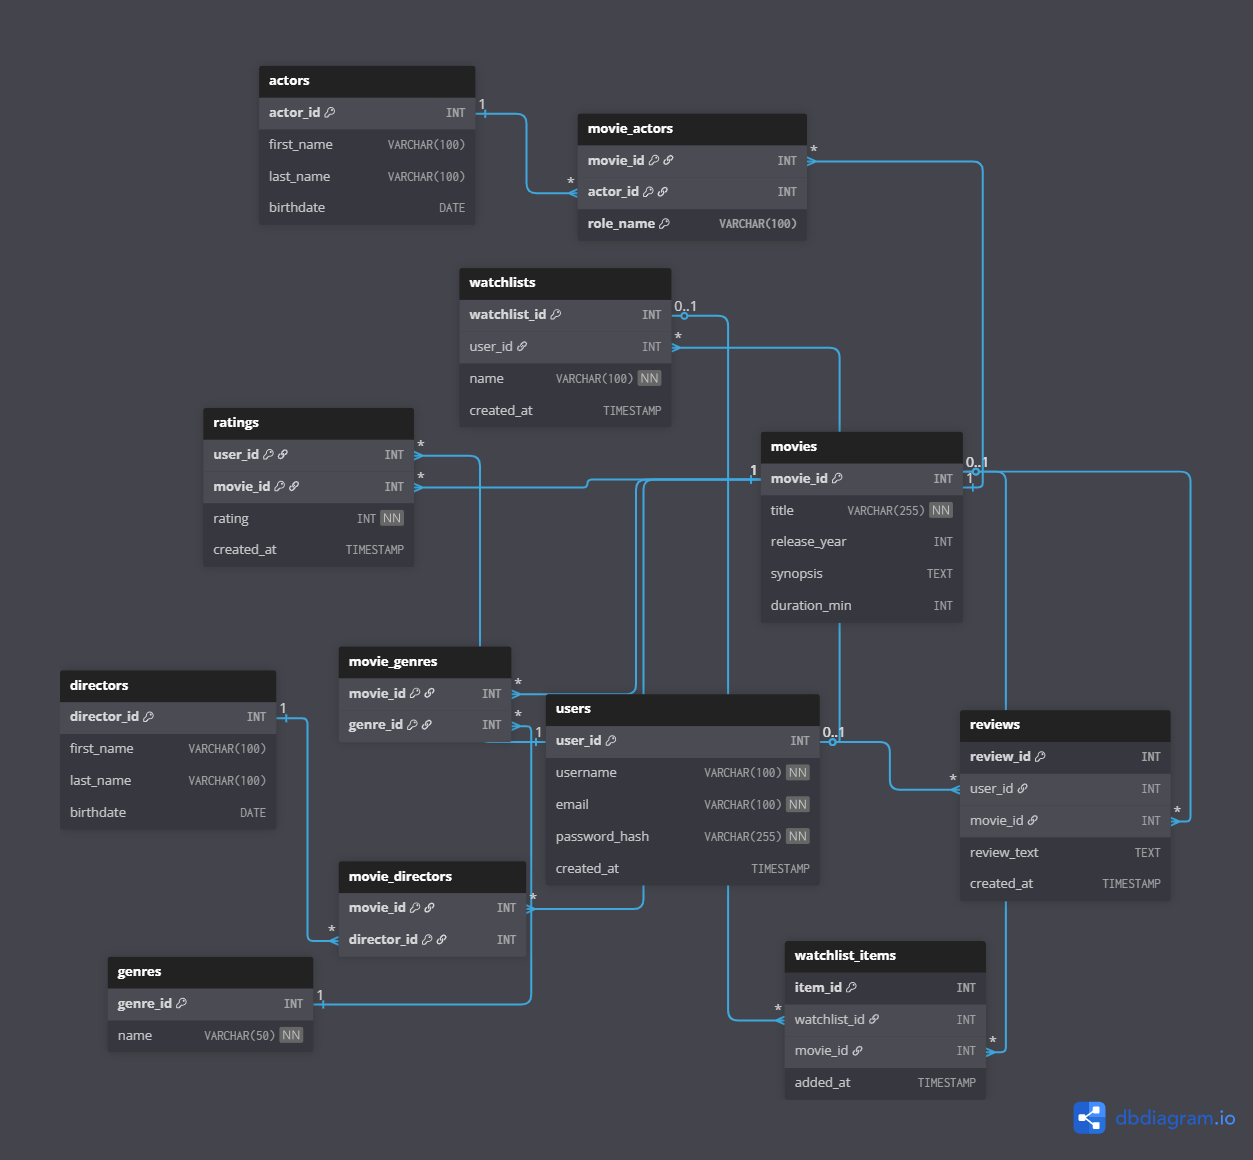 actors
actor_id INT
first_name VARCHAR(100)
last_name VARCHAR(100)
birthdate DATE
1
*
movie_actors
movie_id INT
actor_id INT
role_name VARCHAR(100)
*
watchlists
watchlist_id INT
user_id INT
name VARCHAR(100) NN
created_at TIMESTAMP
0..1
*
ratings
user_id INT
movie_id INT
rating INT NN
created_at TIMESTAMP
*
*
movies
movie_id INT
title VARCHAR(255) NN
release_year INT
synopsis TEXT
duration_min INT
1
0..1
1
movie_genres
movie_id INT
genre_id INT
*
*
directors
director_id INT
first_name VARCHAR(100)
last_name VARCHAR(100)
birthdate DATE
1
users
user_id INT
username VARCHAR(100) NN
email VARCHAR(100) NN
password_hash VARCHAR(255) NN
created_at TIMESTAMP
1
0..1
reviews
review_id INT
user_id INT
movie_id INT
review_text TEXT
created_at TIMESTAMP
*
*
movie_directors
movie_id INT
director_id INT
*
*
genres
genre_id INT
name VARCHAR(50) NN
1
watchlist_items
item_id INT
watchlist_id INT
movie_id INT
added_at TIMESTAMP
*
*
dbdiagram.io